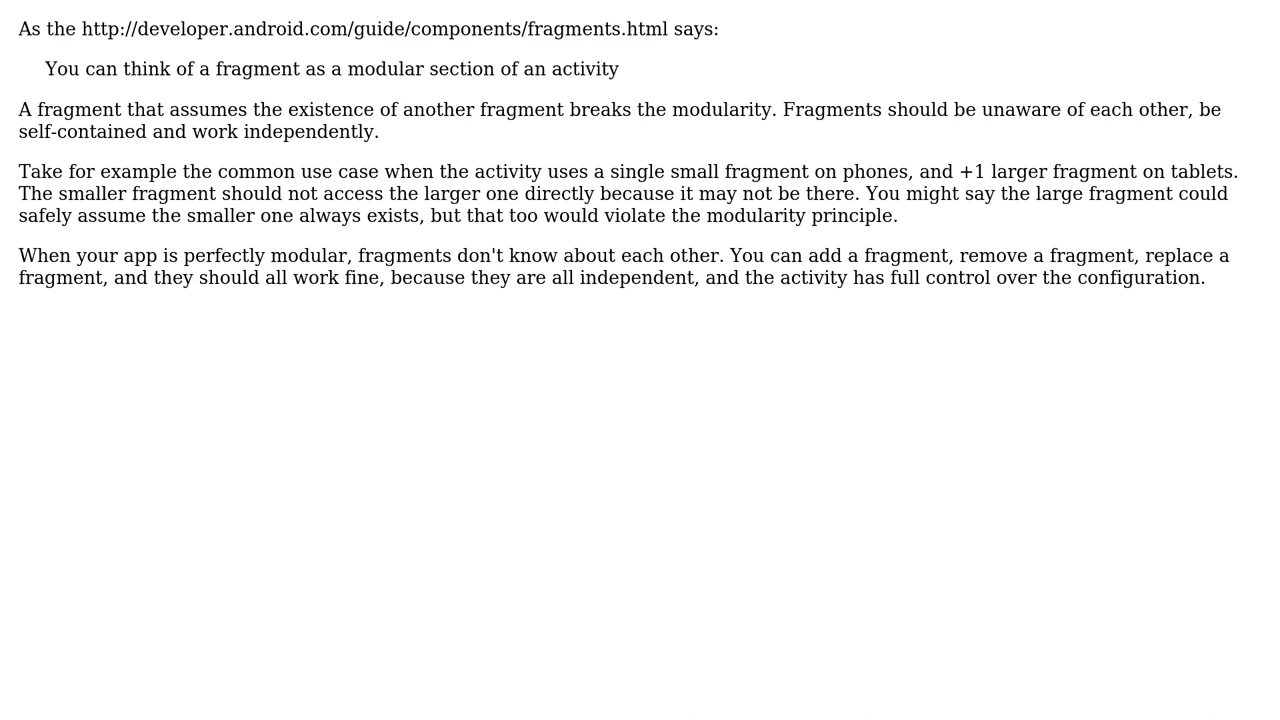 As the http://developer.android.com/guide/components/fragments.html says:
You can think of a fragment as a modular section of an activity
A fragment that assumes the existence of another fragment breaks the modularity. Fragments should be unaware of each other, be
self-contained and work independently.
Take for example the common use case when the activity uses a single small fragment on phones, and +1 larger fragment on tablets.
The smaller fragment should not access the larger one directly because it may not be there. You might say the large fragment could
safely assume the smaller one always exists, but that too would violate the modularity principle.
When your app is perfectly modular, fragments don't know about each other. You can add a fragment, remove a fragment, replace a
fragment, and they should all work fine, because they are all independent, and the activity has full control over the configuration.